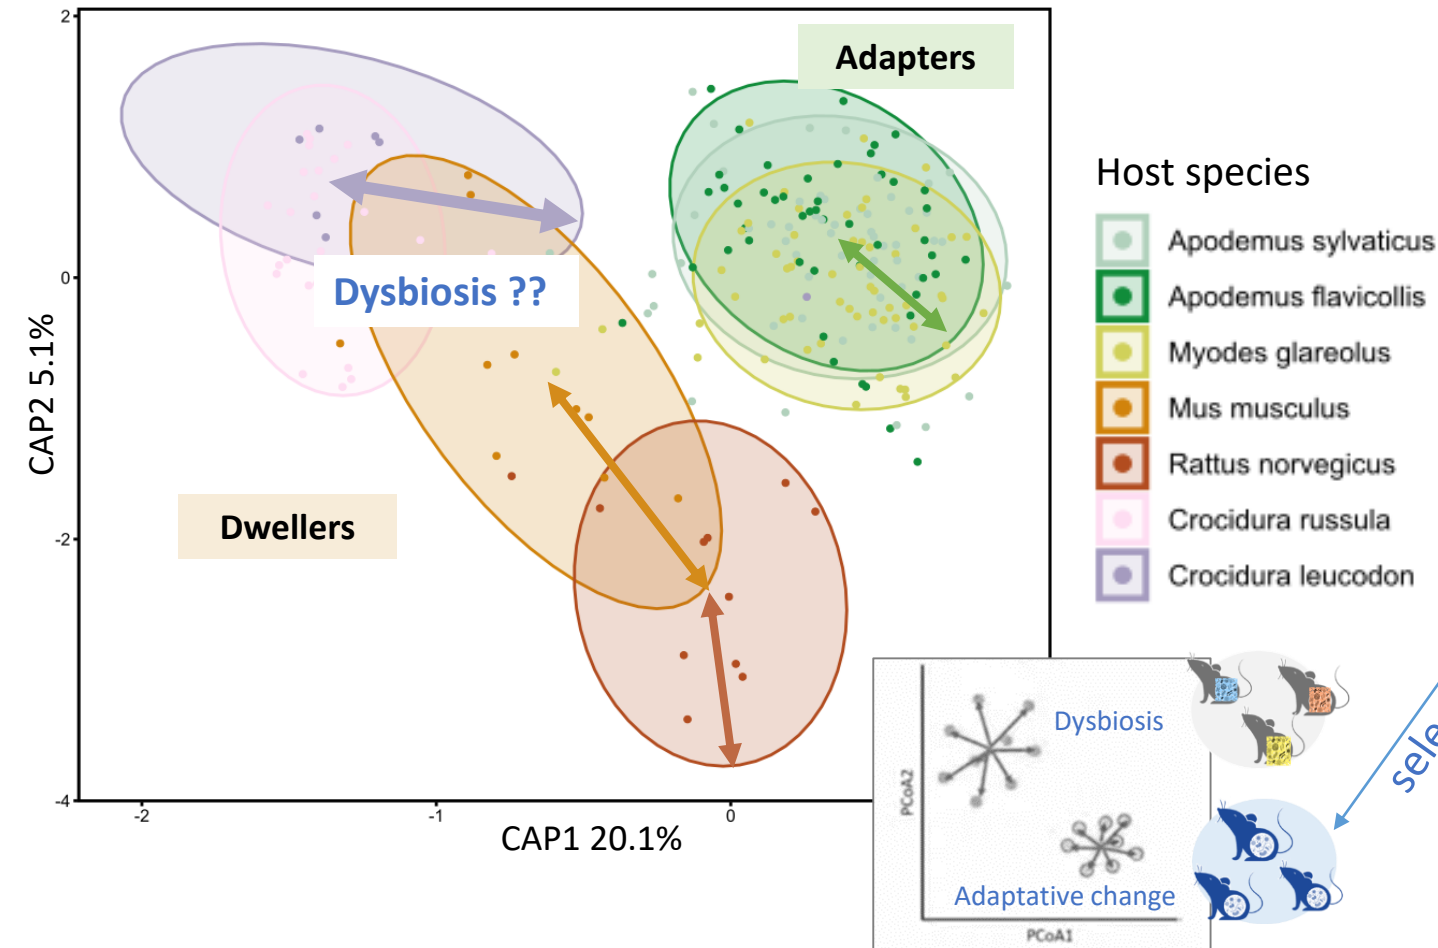 Adapters
Dysbiosis ??
Dwellers
2
0
-2
-4
-2
-1
0
CAP2 5.1%
CAP1 20.1%
Host species
Apodemus sylvaticus
Apodemus flavicollis
Myodes glareolus
Mus musculus
Rattus norvegicus
Crocidura russula
Crocidura leucodon
Dysbiosis
Adaptative change
PCoA2
PCoA1